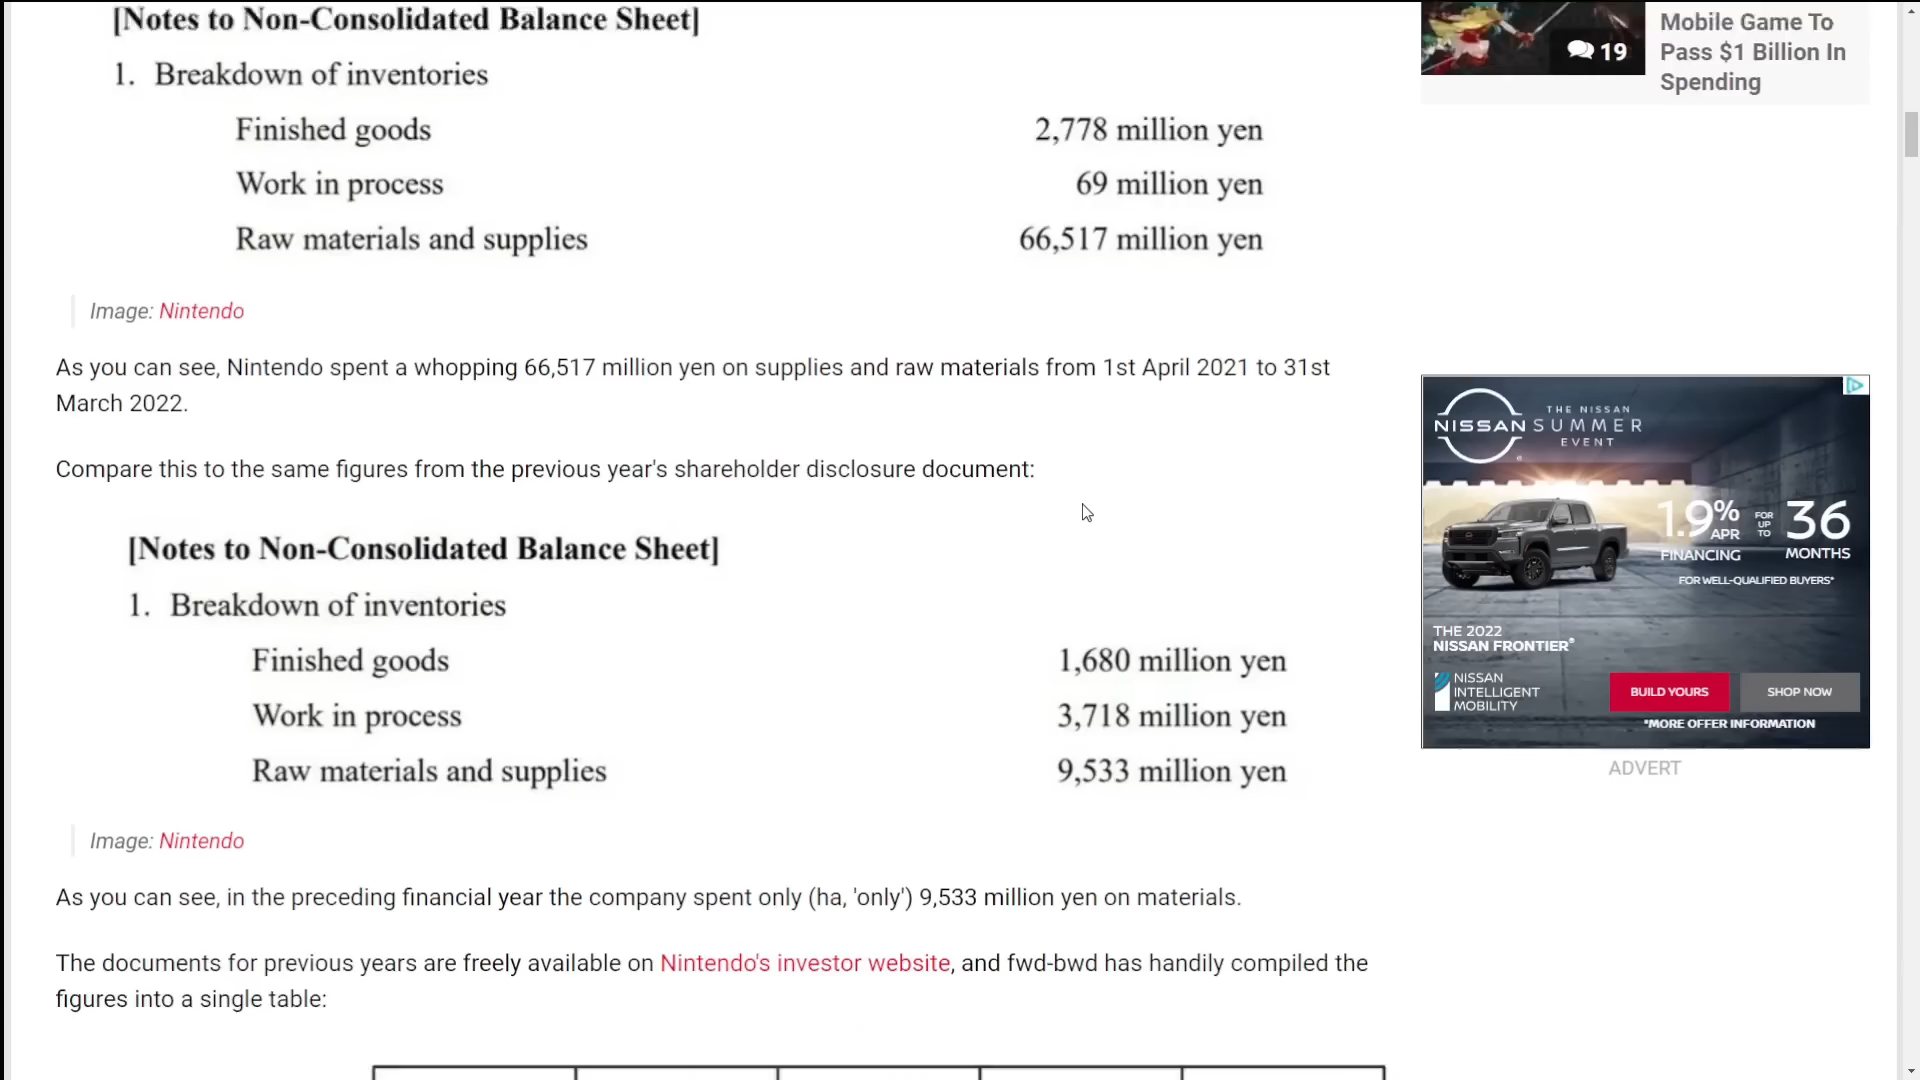 [Notes to Non-Consolidated Balance Sheet]
1. Breakdown of inventories
Finished goods 2,778 million yen
Work in process 69 million yen
Raw materials and supplies 66,517 million yen
Image: Nintendo
As you can see, Nintendo spent a whopping 66,517 million yen on supplies and raw materials from 1st April 2021 to 31st
March 2022.
Compare this to the same figures from the previous year's shareholder disclosure document:
[Notes to Non-Consolidated Balance Sheet]
1. Breakdown of inventories
Finished goods 1,680 million yen
Work in process 3,718 million yen
Raw materials and supplies 9,533 million yen
Image: Nintendo
As you can see, in the preceding financial year the company spent only (ha, 'only') 9,533 million yen on materials.
The documents for previous years are freely available on Nintendo's investor website, and fwd-bwd has handily compiled the
figures into a single table:
19
Mobile Game To
Pass $1 Billion In
Spending
NISSAN
THE NISSAN
SUMMER
EVENT
1.9% APR
FINANCING
FOR UP TO
36
MONTHS
FOR WELL-QUALIFIED BUYERS*
THE 2022
NISSAN FRONTIER®
NISSAN
INTELLIGENT
MOBILITY
BUILD YOURS
SHOP NOW
*MORE OFFER INFORMATION
ADVERT